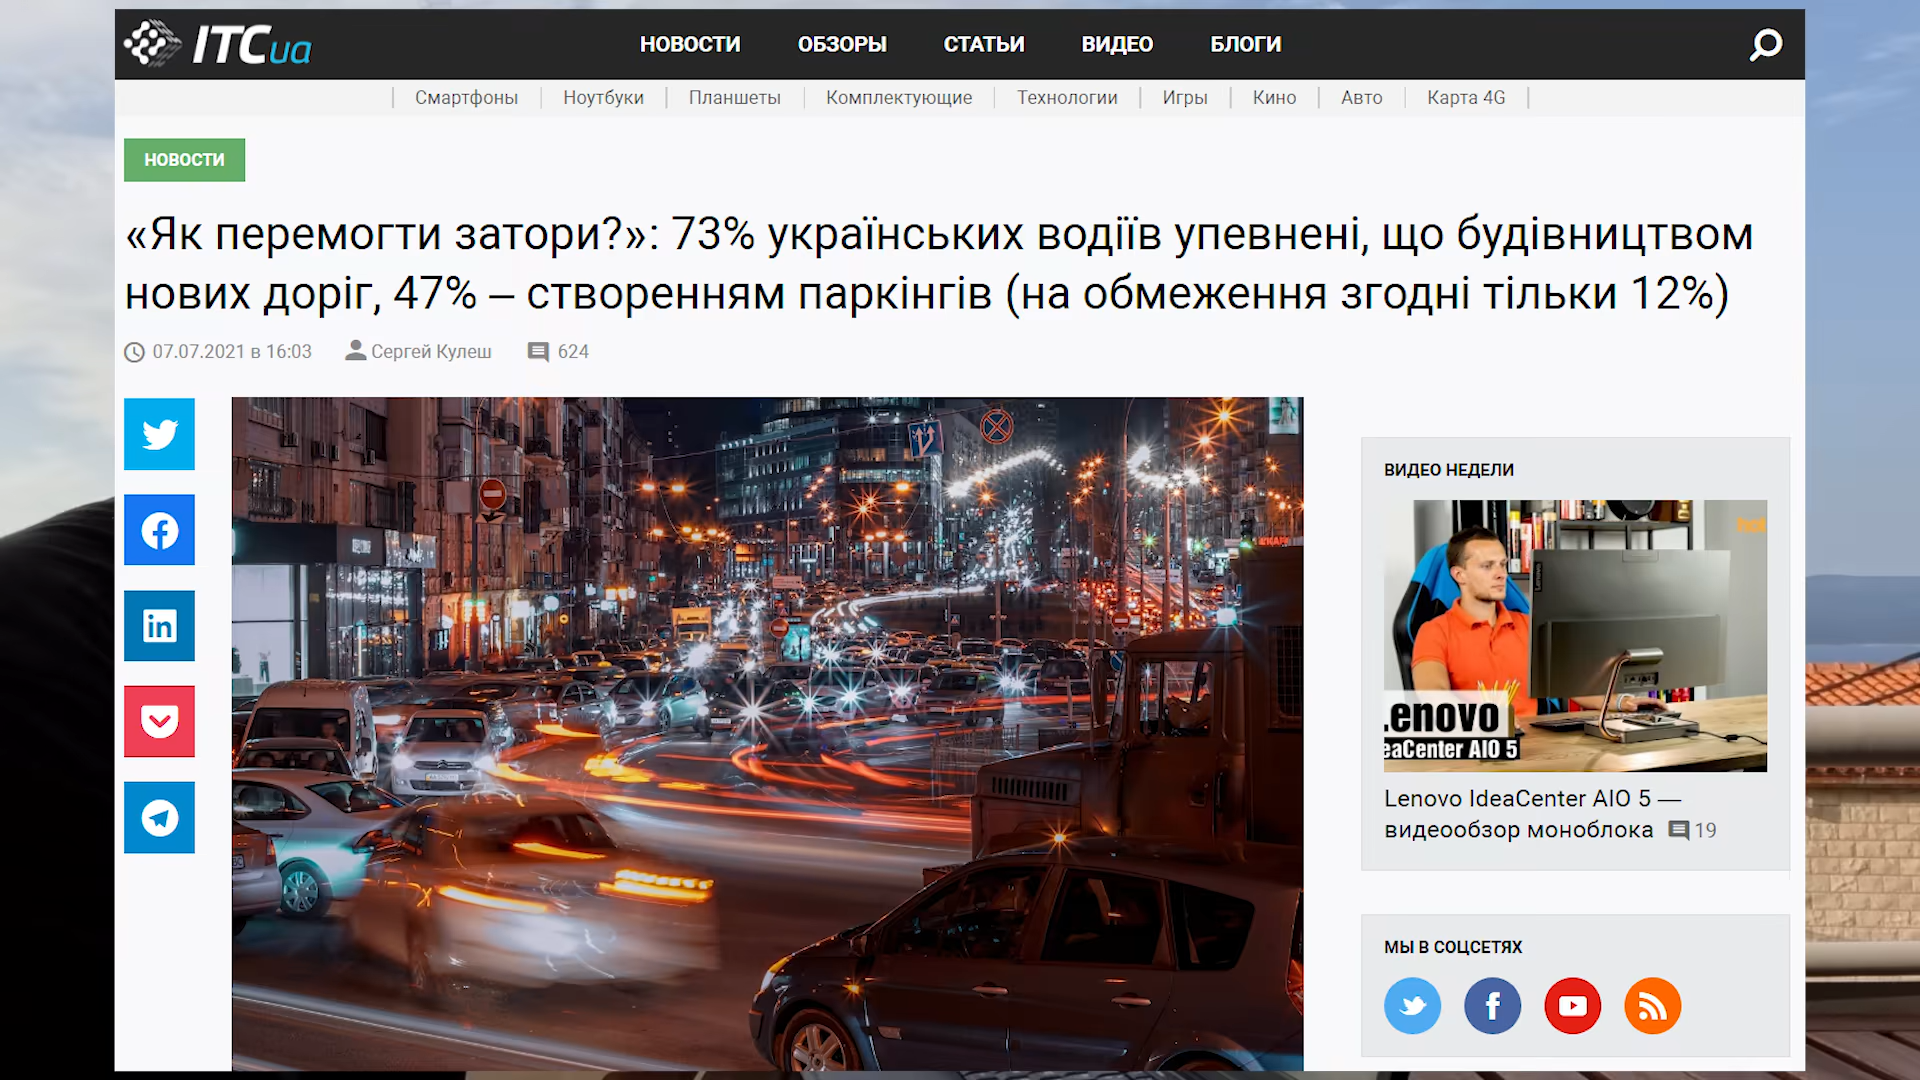 ITCua
НОВОСТИ ОБЗОРЫ СТАТЬИ ВИДЕО БЛОГИ
Смартфоны Ноутбуки Планшеты Комплектующие Технологии Игры Кино Авто Карта 4G
НОВОСТИ
«Як перемогти затори?»: 73% українських водіїв упевнені, що будівництвом
нових доріг, 47% – створенням паркінгів (на обмеження згодні тільки 12%)
07.07.2021 в 16:03 Сергей Кулеш 624
ВИДЕО НЕДЕЛИ
.enovo
eaCenter AIO 5
Lenovo IdeaCenter AIO 5 —
видеообзор моноблока 19
МЫ В СОЦСЕТЯХ